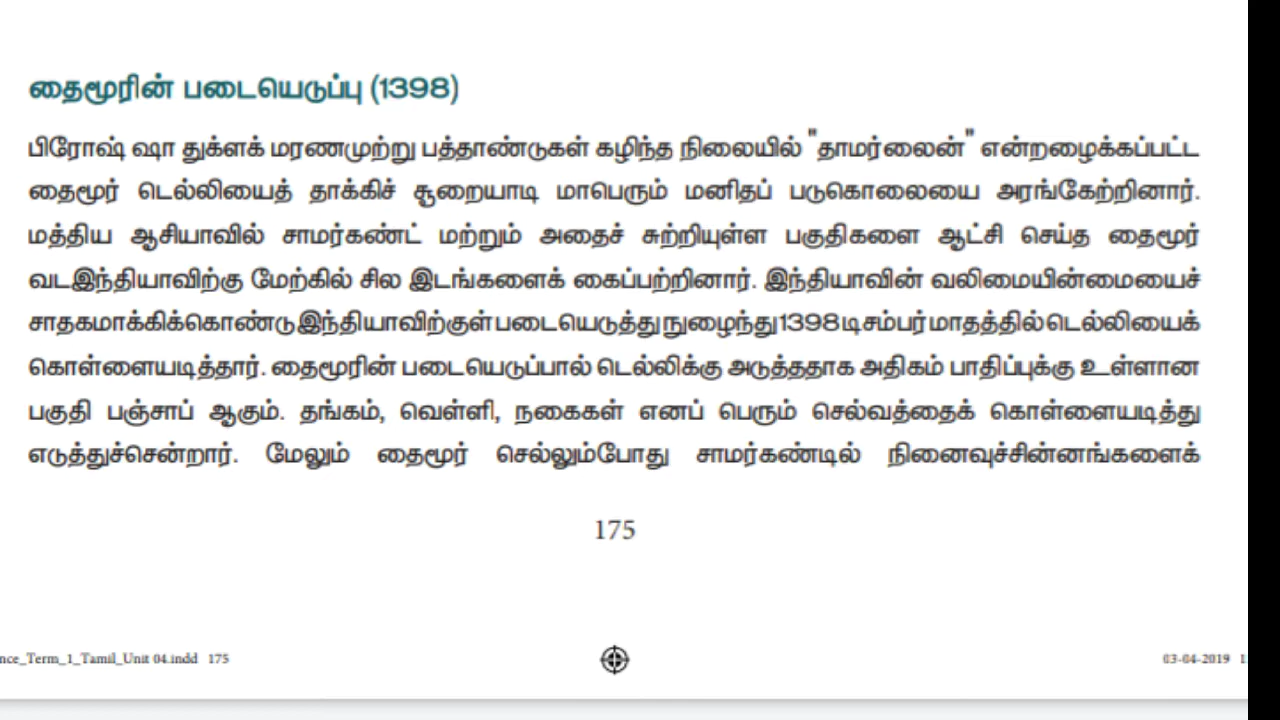 தைமூரின் படையெடுப்பு (1398)
பிரோஷ் ஷா துக்ளக் மரணமுற்று பத்தாண்டுகள் கழிந்த நிலையில் "தாமர்லைன்" என்றழைக்கப்பட்ட
தைமூர் டெல்லியைத் தாக்கிச் சூறையாடி மாபெரும் மனிதப் படுகொலையை அரங்கேற்றினார்.
மத்திய ஆசியாவில் சாமர்கண்ட் மற்றும் அதைச் சுற்றியுள்ள பகுதிகளை ஆட்சி செய்த தைமூர்
வடஇந்தியாவிற்கு மேற்கில் சில இடங்களைக் கைப்பற்றினார். இந்தியாவின் வலிமையின்மையைச்
சாதகமாக்கிக்கொண்டு இந்தியாவிற்குள் படையெடுத்து நுழைந்து 1398 டிசம்பர் மாதத்தில் டெல்லியைக்
கொள்ளையடித்தார். தைமூரின் படையெடுப்பால் டெல்லிக்கு அடுத்ததாக அதிகம் பாதிப்புக்கு உள்ளான
பகுதி பஞ்சாப் ஆகும். தங்கம், வெள்ளி, நகைகள் எனப் பெரும் செல்வத்தைக் கொள்ளையடித்து
எடுத்துச்சென்றார். மேலும் தைமூர் செல்லும்போது சாமர்கண்டில் நினைவுச்சின்னங்களைக்
175
nce_Term_1_Tamil_Unit 04.indd 175
03-04-2019